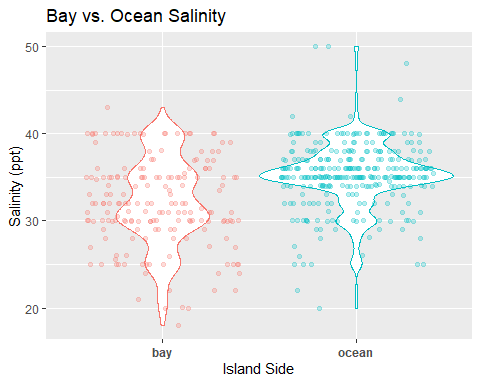 Bay vs. Ocean Salinity
50
40
30
20
Salinity (ppt)
bay ocean
Island Side